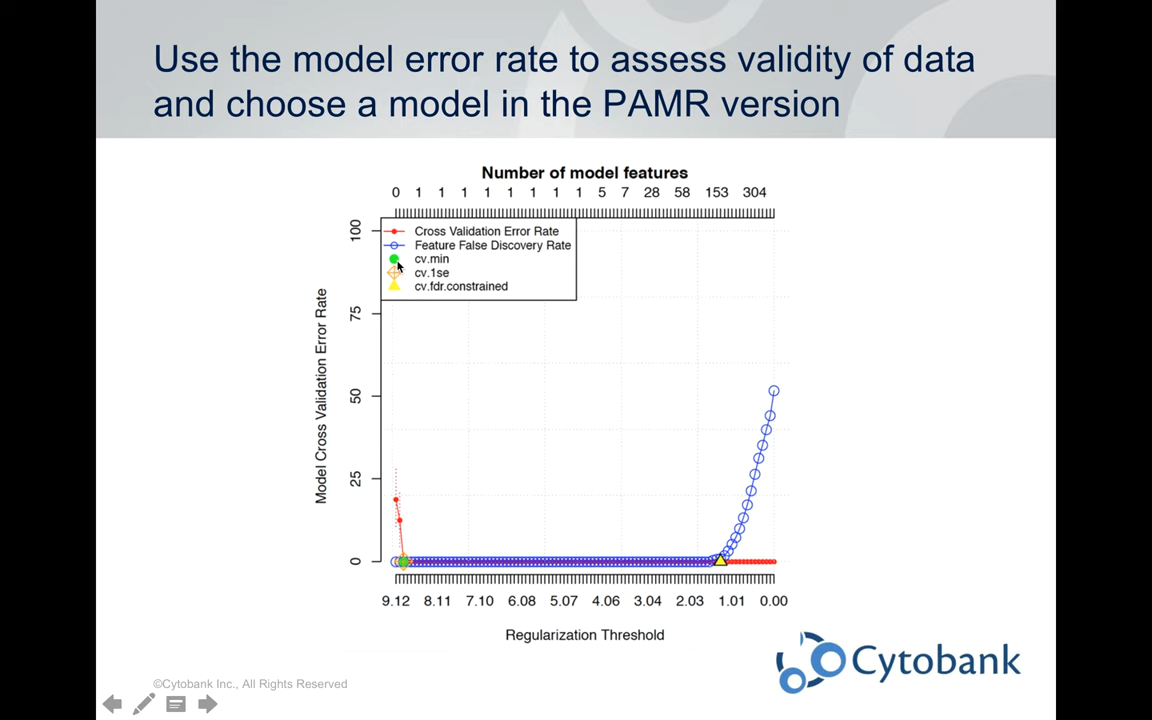 Use the model error rate to assess validity of data
and choose a model in the PAMR version
Number of model features
0 1 1 1 1 1 1 1 1 5 7 28 58 153 304
Cross Validation Error Rate
Feature False Discovery Rate
cv.min
cv.1se
cv.fdr.constrained
Model Cross Validation Error Rate
100
75
50
25
0
9.12 8.11 7.10 6.08 5.07 4.06 3.04 2.03 1.01 0.00
Regularization Threshold
Cytobank
©Cytobank Inc., All Rights Reserved